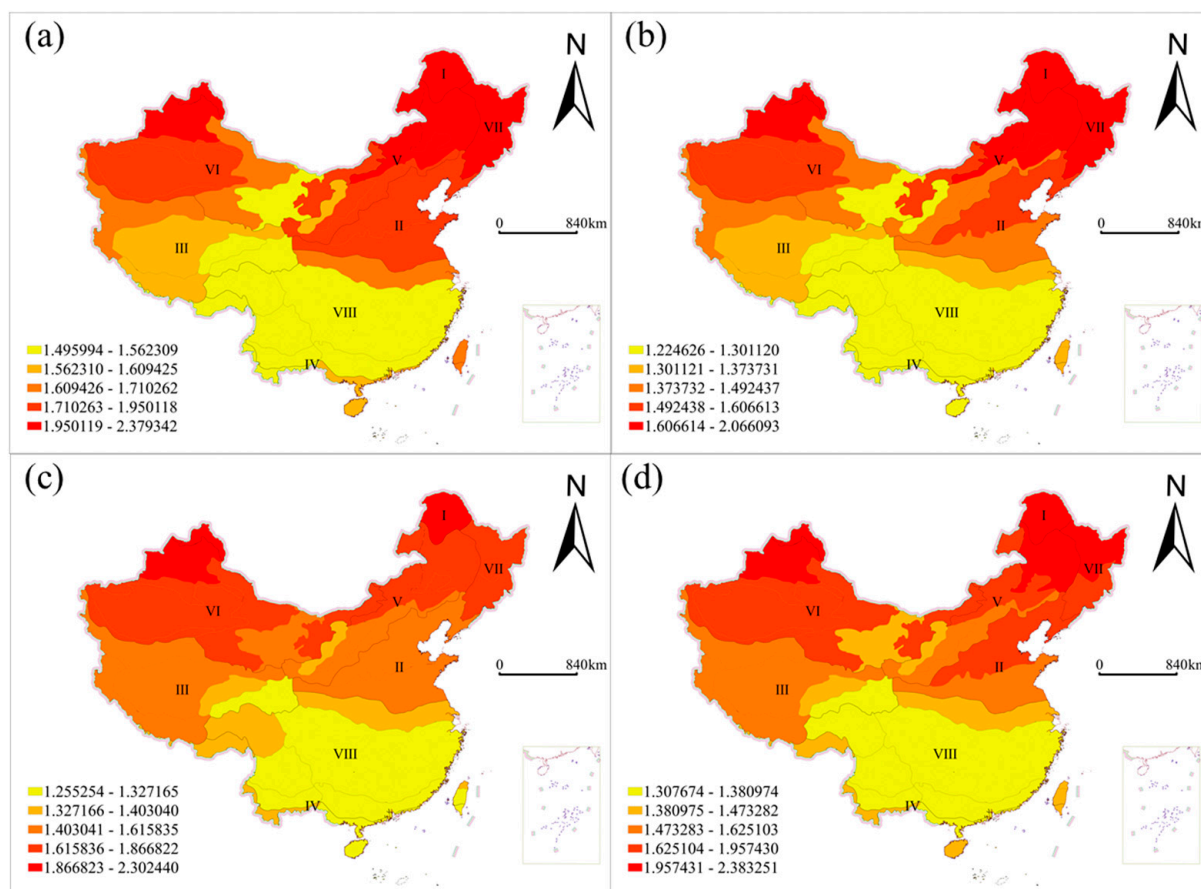 (a)
N
I
VII
V
VI
II
0 840km
III
VIII
IV
1.495994 - 1.562309
1.562310 - 1.609425
1.609426 - 1.710262
1.710263 - 1.950118
1.950119 - 2.379342
(b)
N
I
VII
V
VI
II
0 840km
III
VIII
IV
1.224626 - 1.301120
1.301121 - 1.373731
1.373732 - 1.492437
1.492438 - 1.606613
1.606614 - 2.066093
(c)
N
I
VII
V
VI
II
0 840km
III
VIII
IV
1.255254 - 1.327165
1.327166 - 1.403040
1.403041 - 1.615835
1.615836 - 1.866822
1.866823 - 2.302440
(d)
N
I
VII
V
VI
II
0 840km
III
VIII
IV
1.307674 - 1.380974
1.380975 - 1.473282
1.473283 - 1.625103
1.625104 - 1.957430
1.957431 - 2.383251